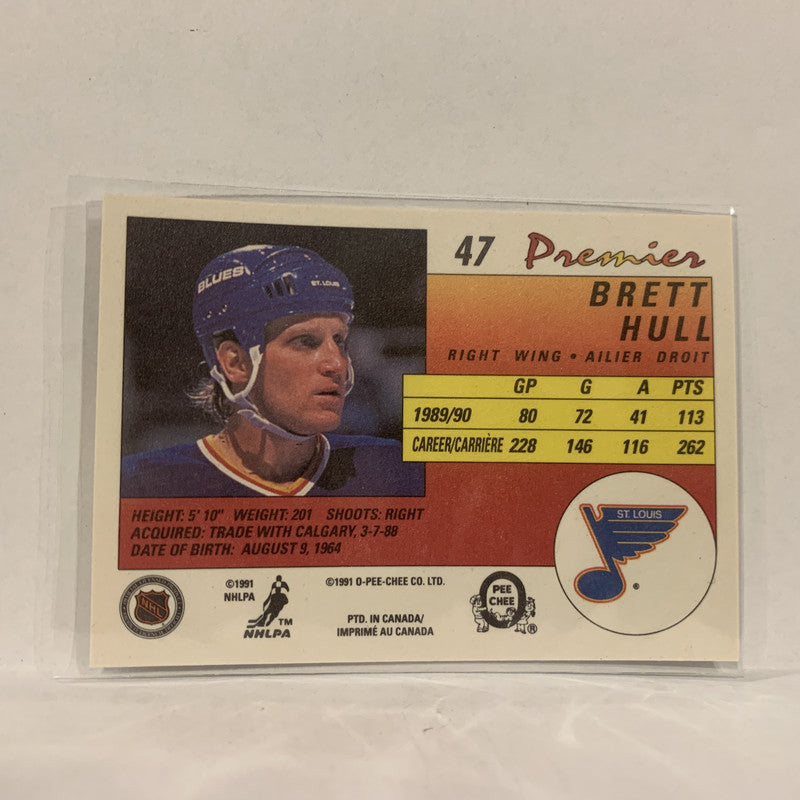 47 Premier
BRETT
HULL
RIGHT WING • AILIER DROIT
GP G A PTS
1989/90 80 72 41 113
CAREER/CARRIÈRE 228 146 116 262
BLUES
ST. LOUIS
HEIGHT: 5' 10" WEIGHT: 201 SHOOTS: RIGHT
ACQUIRED: TRADE WITH CALGARY, 3-7-88
DATE OF BIRTH: AUGUST 9, 1964
ST. LOUIS
®
NHL
©1991
NHLPA
NHLPA™
©1991 O-PEE-CHEE CO. LTD.
PTD. IN CANADA/
IMPRIMÉ AU CANADA
O
PEE
CHEE
®